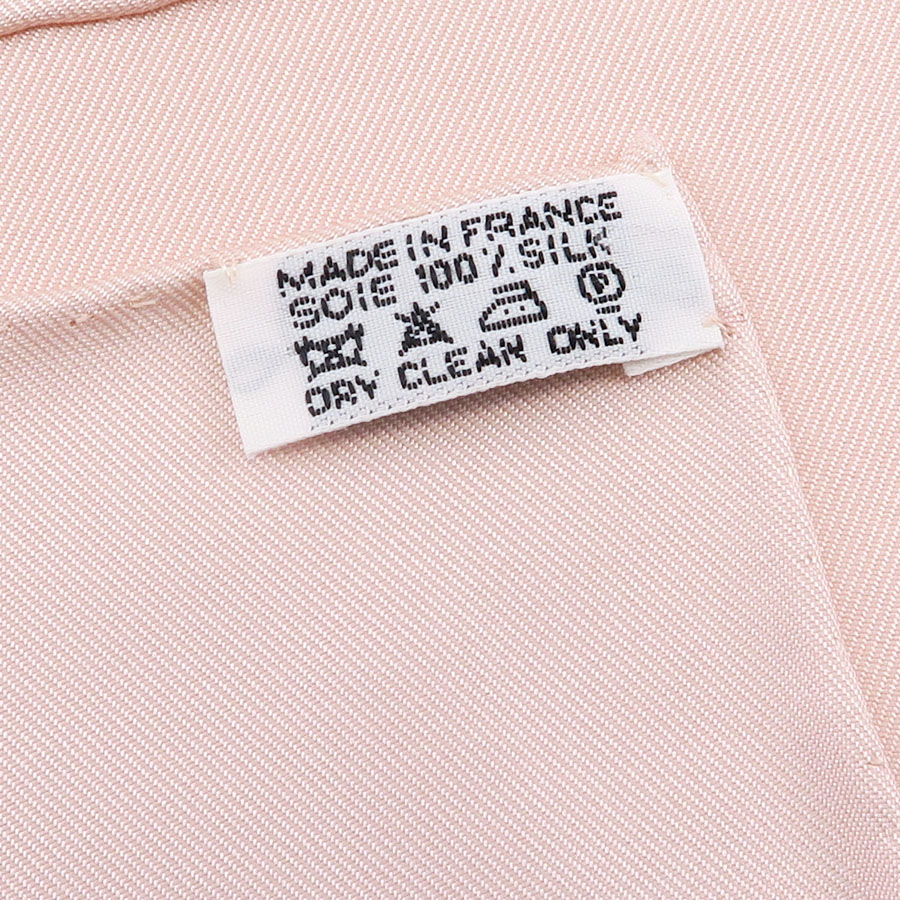 MADE IN FRANCE
SOIE 100% SILK
P
DRY CLEAN ONLY